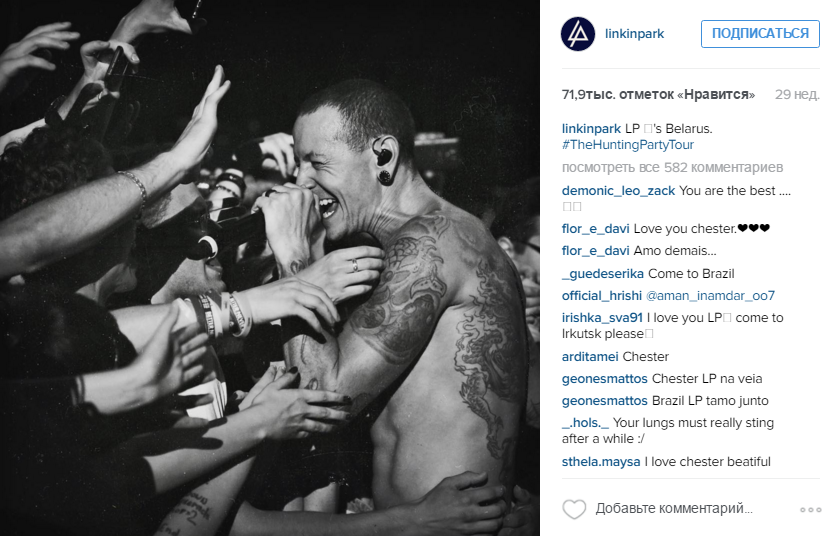 linkinpark
ПОДПИСАТЬСЯ
71,9тыс. отметок «Нравится»
29 нед.
linkinpark LP 's Belarus.
#TheHuntingPartyTour
посмотреть все 582 комментариев
demonic_leo_zack You are the best ....
flor_e_davi Love you chester.❤❤❤
flor_e_davi Amo demais...
_guedeserika Come to Brazil
official_hrishi @aman_inamdar_oo7
irishka_sva91 I love you LP come to
Irkutsk please
arditamei Chester
geonesmattos Chester LP na veia
geonesmattos Brazil LP tamo junto
_.hols._ Your lungs must really sting
after a while :/
sthela.maysa I love chester beatiful
Добавьте комментарий...